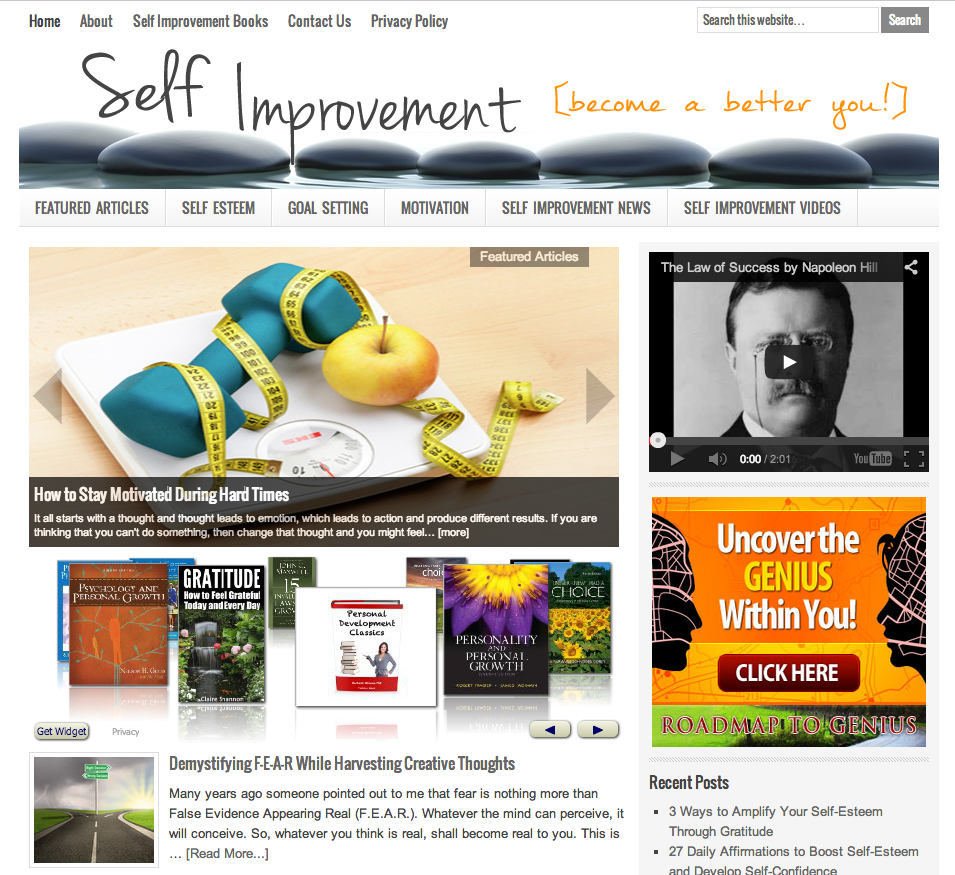 Home About Self Improvement Books Contact Us Privacy Policy
Search this website... Search
Self Improvement
[become a better you!]
FEATURED ARTICLES SELF ESTEEM GOAL SETTING MOTIVATION SELF IMPROVEMENT NEWS SELF IMPROVEMENT VIDEOS
Featured Articles
How to Stay Motivated During Hard Times
It all starts with a thought and thought leads to emotion, which leads to action and produce different results. If you are
thinking that you can't do something, then change that thought and you might feel... [more]
PSYCHOLOGY AND
PERSONAL GROWTH
GRATITUDE
How to Feel Grateful
Today and Every Day
Claire Shannon
JOHN C.
MAXWELL
15
Personal
Development
Classics
PERSONALITY
AND
PERSONAL
GROWTH
ROBERT FRAGER • JAMES FADIMAN
CHOICE
Get Widget Privacy
Demystifying F-E-A-R While Harvesting Creative Thoughts
Many years ago someone pointed out to me that fear is nothing more than
False Evidence Appearing Real (F.E.A.R.). Whatever the mind can perceive, it
will conceive. So, whatever you think is real, shall become real to you. This is
… [Read More...]
The Law of Success by Napoleon Hill
0:00 / 2:01 YouTube
Uncover the
GENIUS
Within You!
CLICK HERE
ROADMAP TO GENIUS
Recent Posts
3 Ways to Amplify Your Self-Esteem
Through Gratitude
27 Daily Affirmations to Boost Self-Esteem
and Develop Self-Confidence